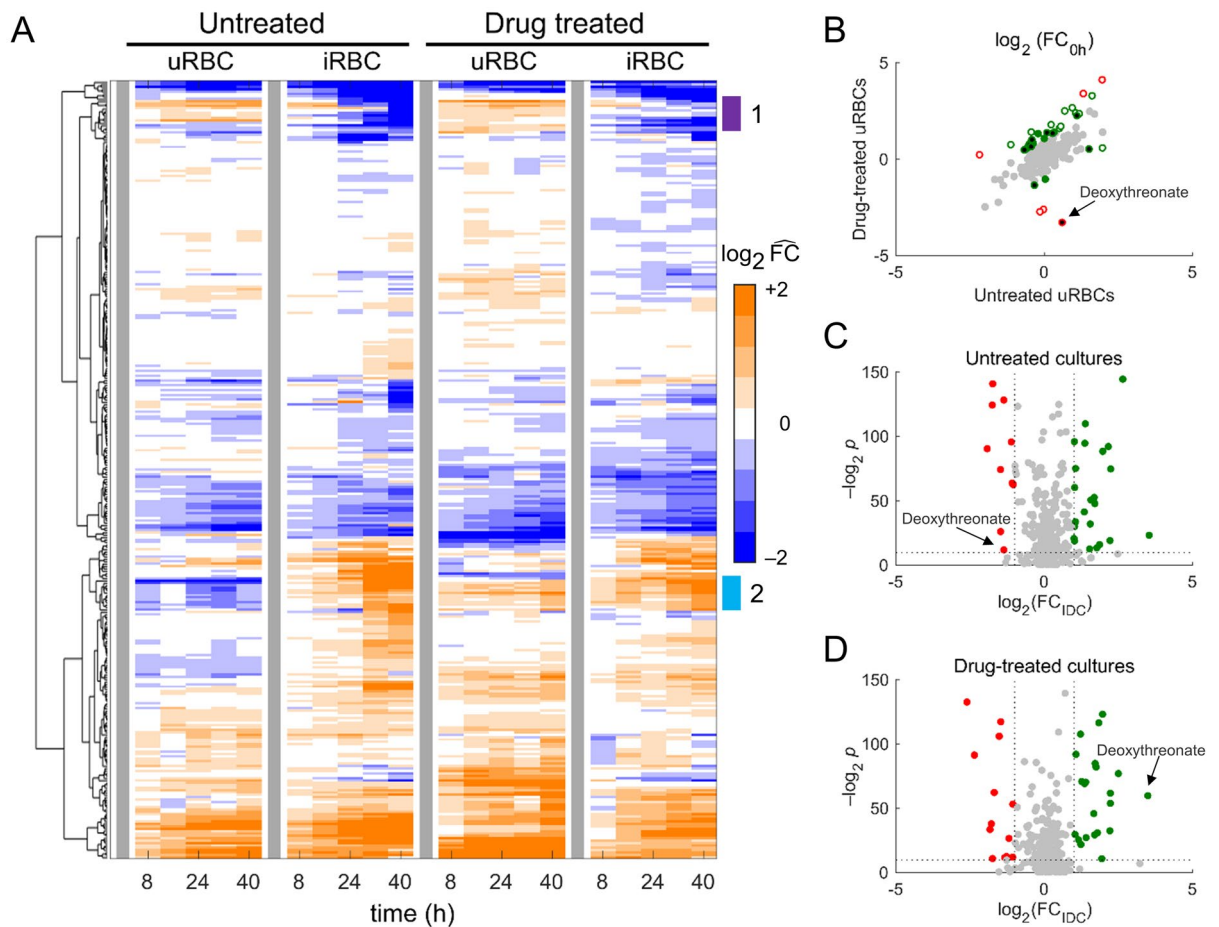 A
Untreated
Drug treated
uRBC
iRBC
uRBC
iRBC
1
2
log2 FC
+2
0
−2
8
24
40
8
24
40
8
24
40
8
24
40
time (h)
B
log2 (FC0h)
Drug-treated uRBCs
5
0
-5
Deoxythreonate
-5
0
5
Untreated uRBCs
C
Untreated cultures
−log2 p
150
100
50
0
Deoxythreonate
-5
0
5
log2(FCIDC)
D
Drug-treated cultures
−log2 p
150
100
50
0
Deoxythreonate
-5
0
5
log2(FCIDC)